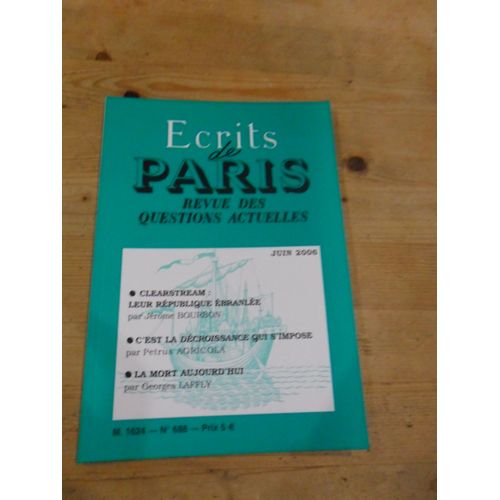 Ecrits
de
PARIS
REVUE DES
QUESTIONS ACTUELLES
JUIN 2006
● CLEARSTREAM :
LEUR RÉPUBLIQUE ÉBRANLÉE
par Jérôme BOURBON
● C'EST LA DÉCROISSANCE QUI S'IMPOSE
par Petrus AGRICOLA
● LA MORT AUJOURD'HUI
par Georges LAFFLY
M. 1624 — N° 688 — Prix 5 €